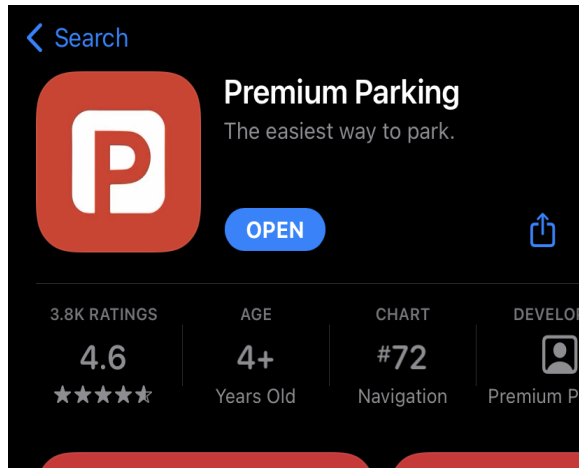 Search
P
Premium Parking
The easiest way to park.
OPEN
3.8K RATINGS
AGE
CHART
4.6
4+
#72
Years Old
Navigation
Premium P